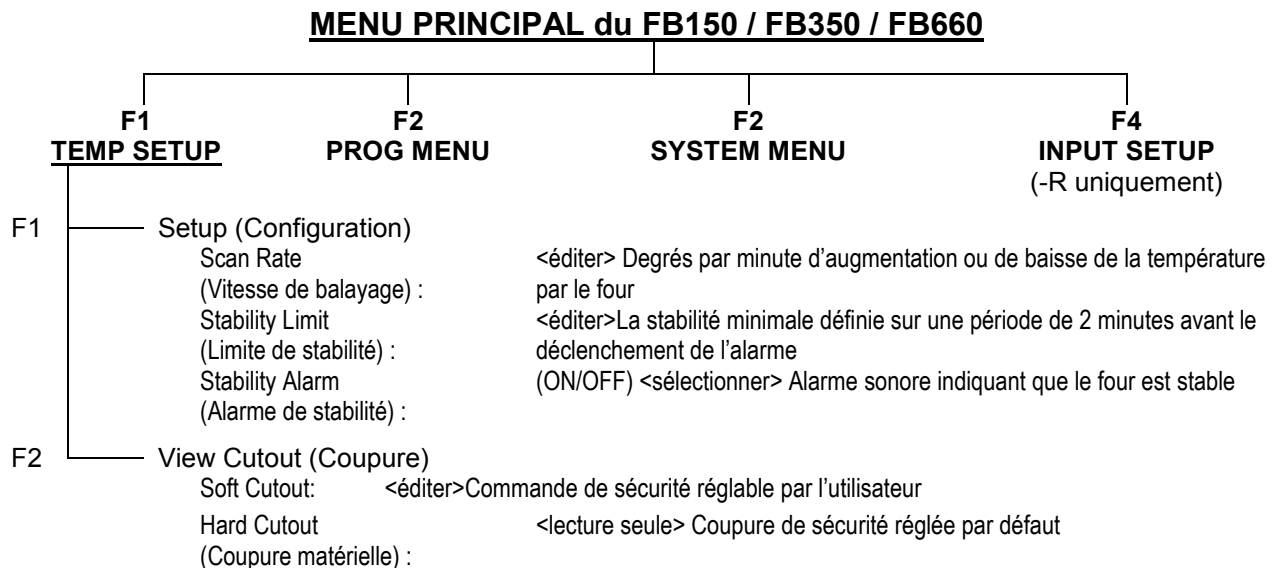 MENU PRINCIPAL du FB150 / FB350 / FB660
F1 F2 F2 F4
TEMP SETUP PROG MENU SYSTEM MENU INPUT SETUP
(-R uniquement)
F1 Setup (Configuration)
Scan Rate <éditer> Degrés par minute d’augmentation ou de baisse de la température
(Vitesse de balayage) : par le four
Stability Limit <éditer>La stabilité minimale définie sur une période de 2 minutes avant le
(Limite de stabilité) : déclenchement de l’alarme
Stability Alarm (ON/OFF) <sélectionner> Alarme sonore indiquant que le four est stable
(Alarme de stabilité) :
F2 View Cutout (Coupure)
Soft Cutout: <éditer>Commande de sécurité réglable par l’utilisateur
Hard Cutout <lecture seule> Coupure de sécurité réglée par défaut
(Coupure matérielle) :